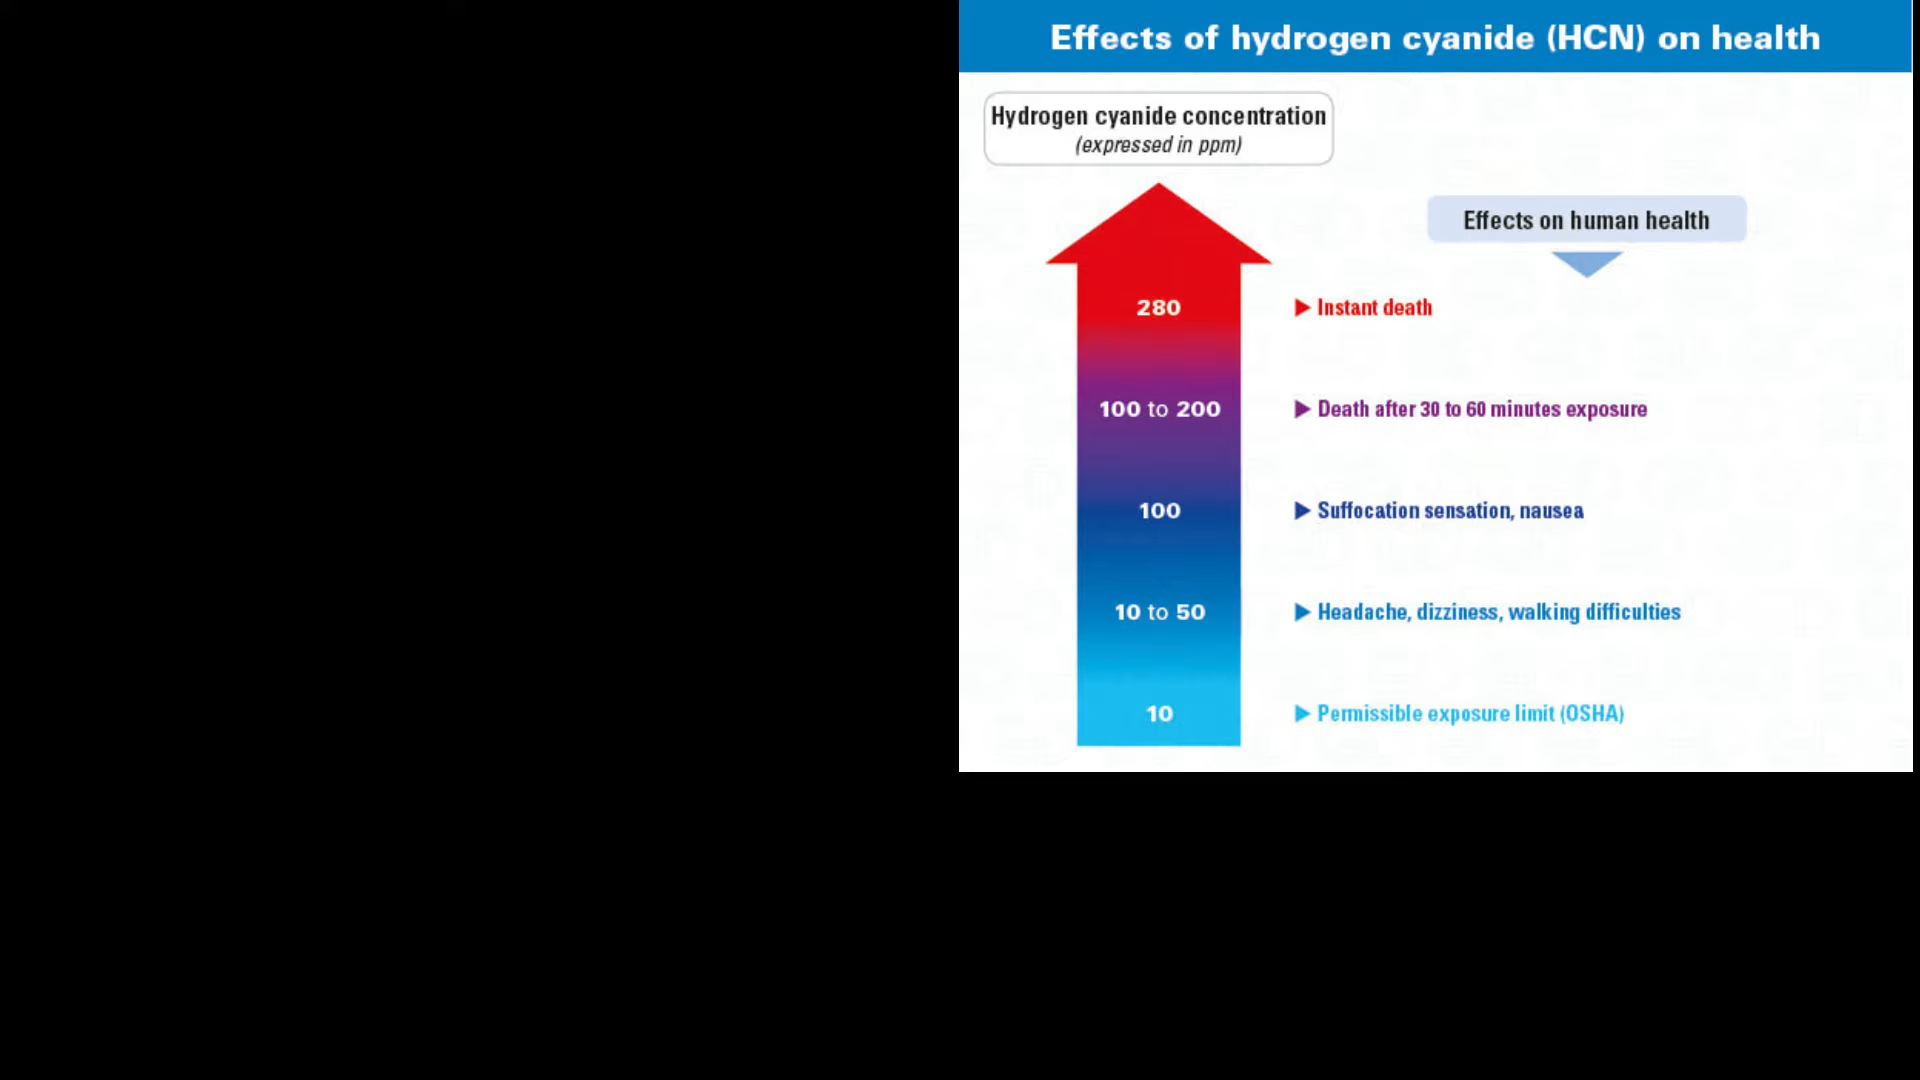 Effects of hydrogen cyanide (HCN) on health
Hydrogen cyanide concentration
(expressed in ppm)
Effects on human health
280 ▶ Instant death
100 to 200 ▶ Death after 30 to 60 minutes exposure
100 ▶ Suffocation sensation, nausea
10 to 50 ▶ Headache, dizziness, walking difficulties
10 ▶ Permissible exposure limit (OSHA)